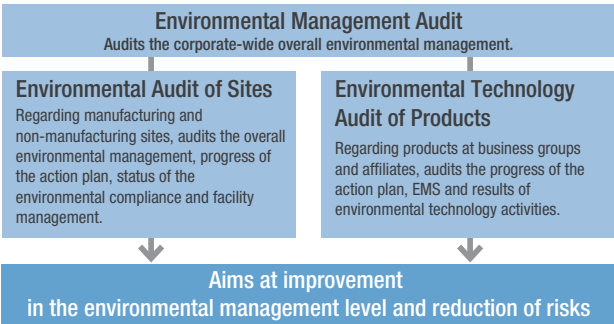 Environmental Management Audit
Audits the corporate-wide overall environmental management.
Environmental Audit of Sites
Regarding manufacturing and
non-manufacturing sites, audits the overall
environmental management, progress of
the action plan, status of the
environmental compliance and facility
management.
Environmental Technology
Audit of Products
Regarding products at business groups
and affiliates, audits the progress of the
action plan, EMS and results of
environmental technology activities.
Aims at improvement
in the environmental management level and reduction of risks